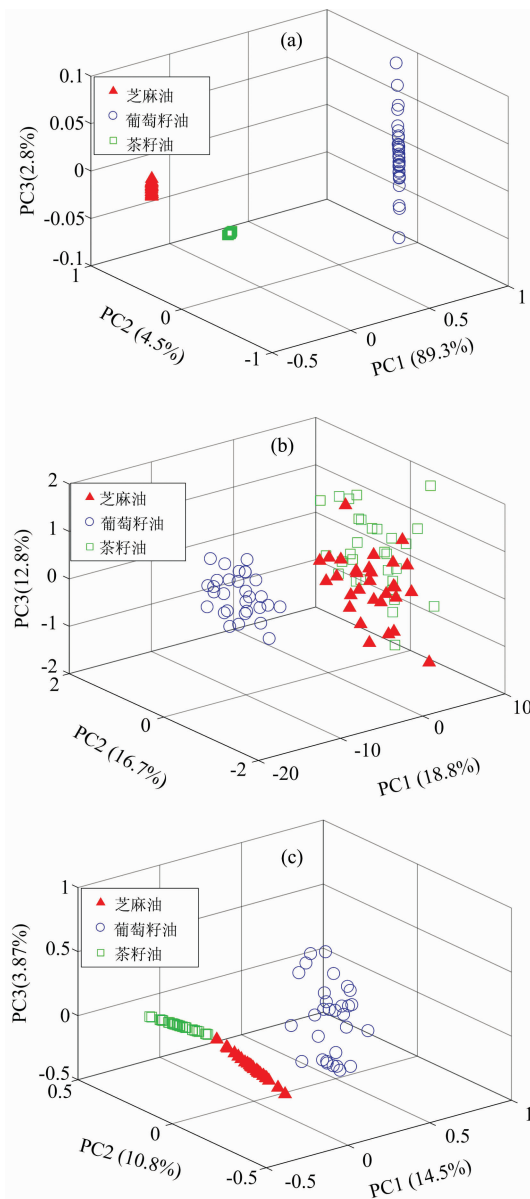 (a)
0.1
0.05
0
-0.05
-0.1
PC3(2.8%)
芝麻油
葡萄籽油
茶籽油
1
0
-1
PC2 (4.5%)
-0.5
0
0.5
1
PC1 (89.3%)
(b)
2
1
0
-1
-2
PC3(12.8%)
芝麻油
葡萄籽油
茶籽油
2
0
-2
PC2 (16.7%)
-20
-10
0
10
PC1 (18.8%)
(c)
1
0.5
0
-0.5
PC3(3.87%)
芝麻油
葡萄籽油
茶籽油
0.5
0
-0.5
PC2 (10.8%)
-0.5
0
0.5
1
PC1 (14.5%)